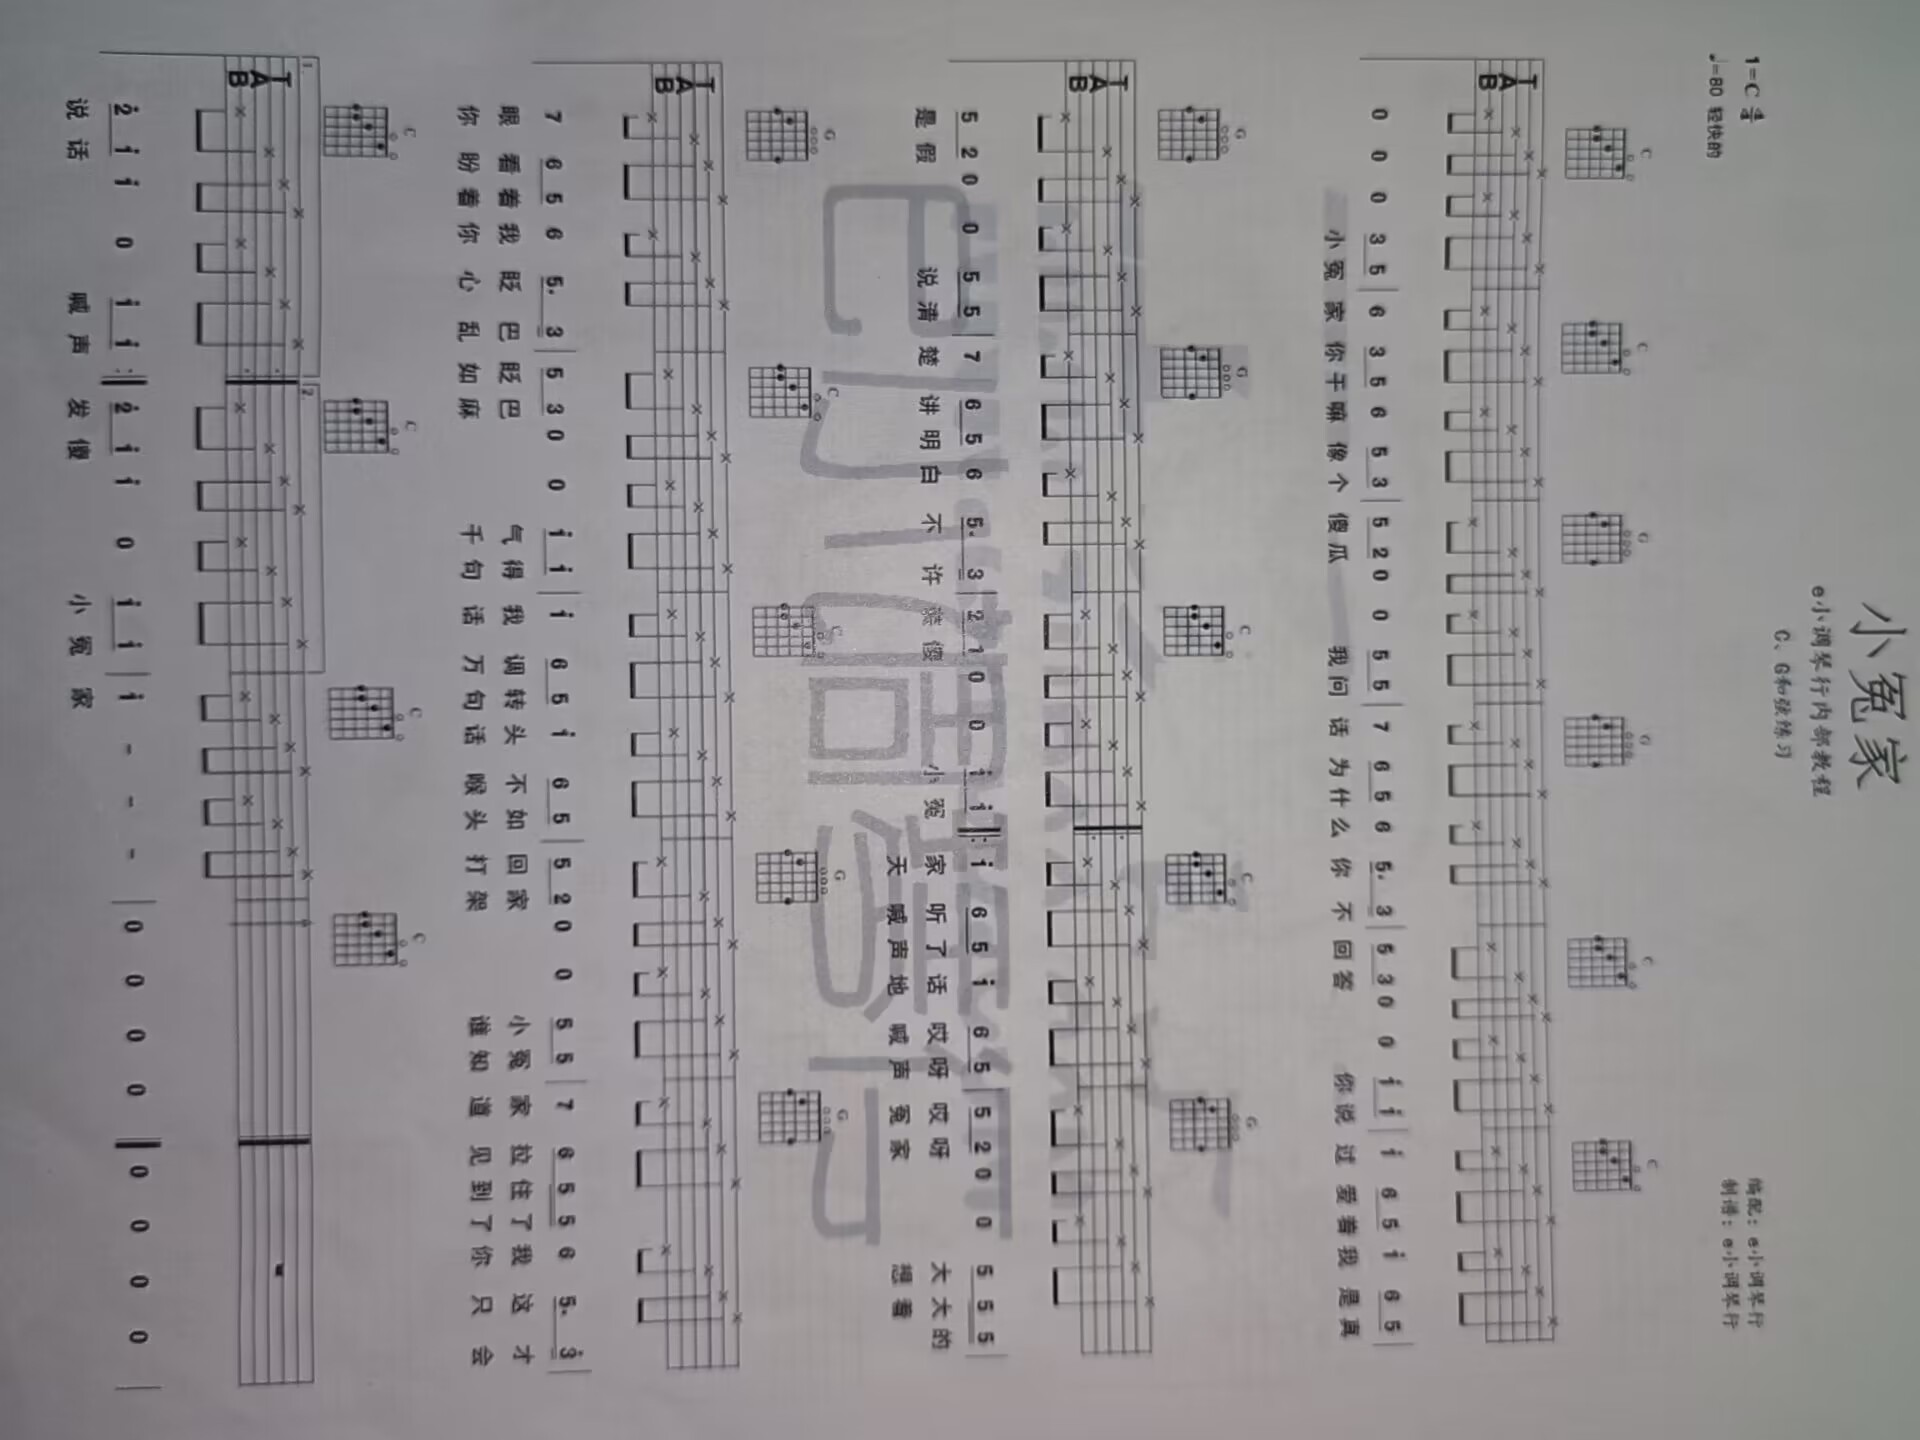 小冤家
e小调琴行内部教程
C、G和弦练习
1=C 4/4
编配：e小调琴行
♩=80 轻快的
制谱：e小调琴行
C C G G C C
T
A
B
0 0 0 3 5 | 6 3 5 6 5 3 | 5 2 0 0 5 5 | 7 6 5 6 5. 3 | 5 3 0 0 i i | i 6 5 i 6 5 |
小冤 家你干嘛像个 傻瓜 我问 话为什么你不 回答 你说 过爱着我是真
G G C C G
T
A
B
5 2 0 0 5 5 | 7 6 5 6 5. 3 | 2 1 0 0 i i |: i 6 5 i 6 5 | 5 2 0 0 5 5 5 |
是假 说清 楚讲明白不许 装傻 小冤 家听了话哎呀 哎呀 大大的
天喊声地喊声 冤家 想着
e小调琴行
G C C G G
T
A
B
7 6 5 6 5. 3 | 5 3 0 0 i i | i 6 5 i 6 5 | 5 2 0 0 5 5 | 7 6 5 5 6 5. 3̇ |
眼看着我眨巴 眨巴 气得 我调转头不如 回家 小冤 家拉住了我这才
你盼着你心乱 如麻 千句 话万句话喉头 打架 谁知 道见到了你只会
C C C C
1. 2.
T
A
B
2̇ i i 0 i i :| 2̇ i i 0 i i | i - - - | 0 0 0 0 | 0 0 0 0 |
说话 喊声 发傻 小冤 家